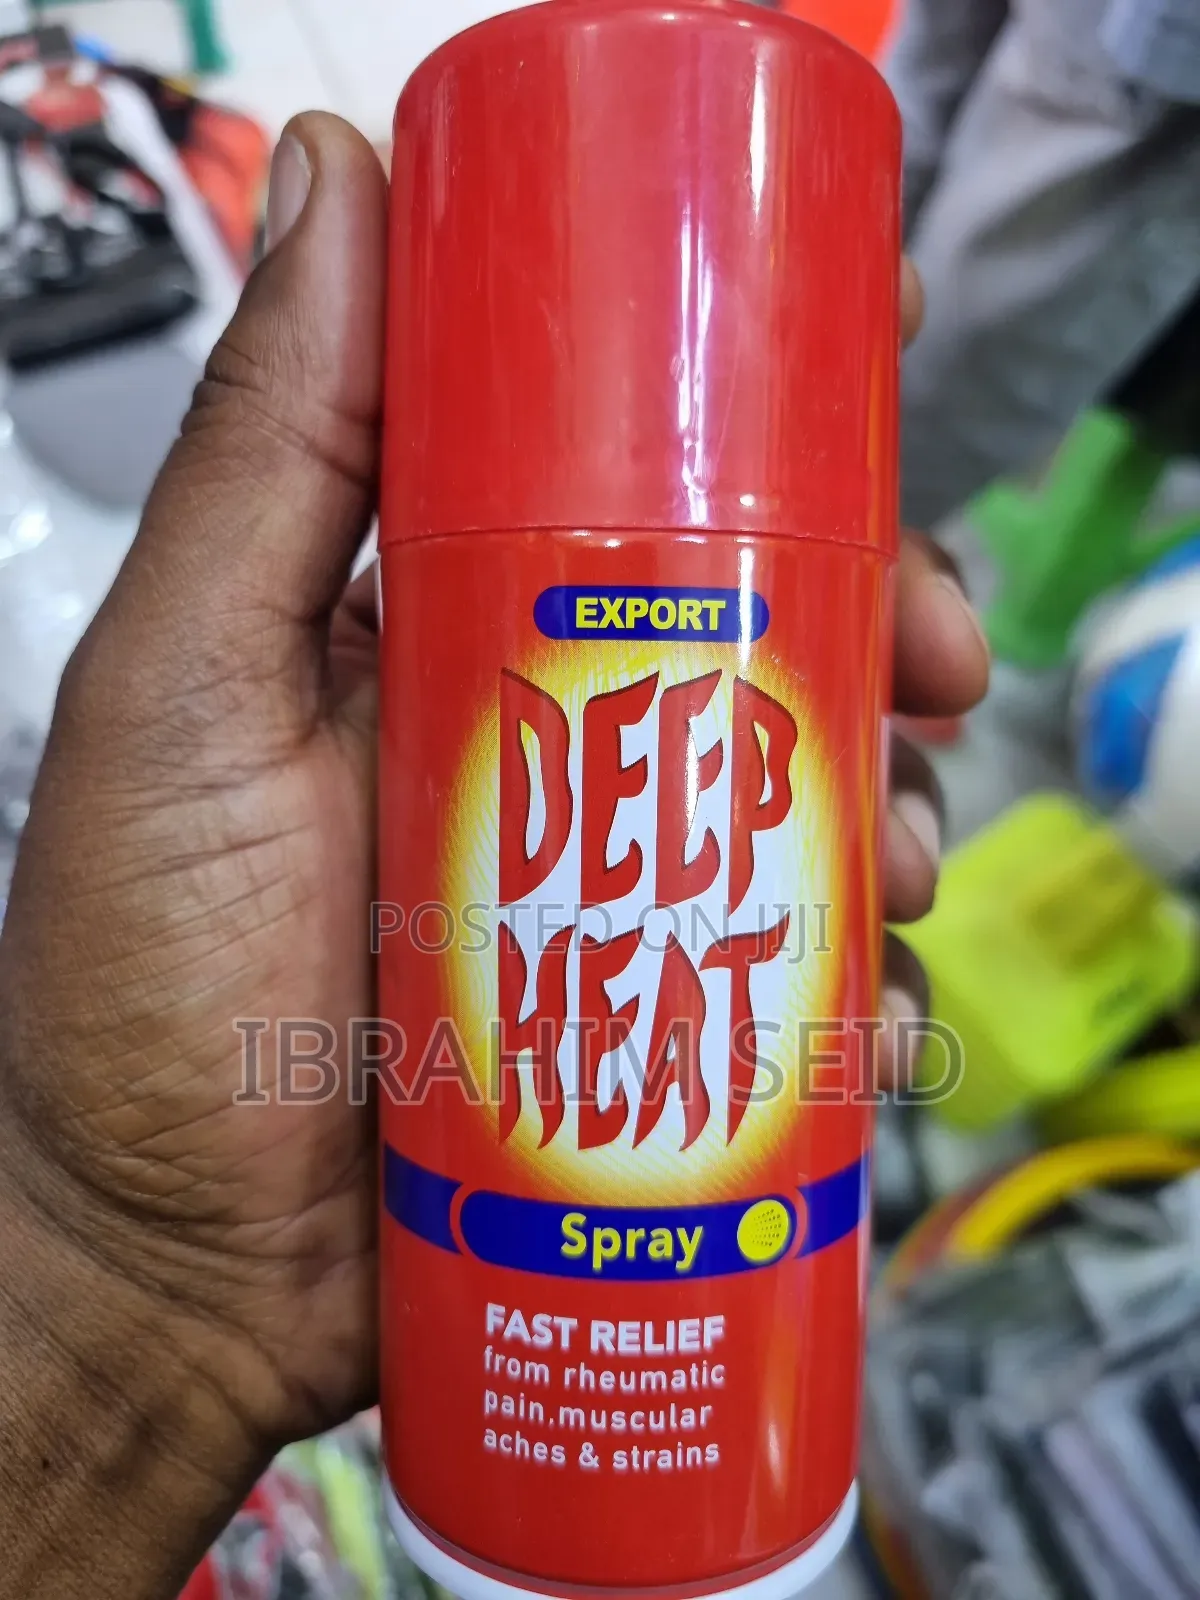 EXPORT
DEEP
HEAT
POSTED ON JIJI
IBRAHIM SEID
Spray
FAST RELIEF
from rheumatic
pain,muscular
aches & strains